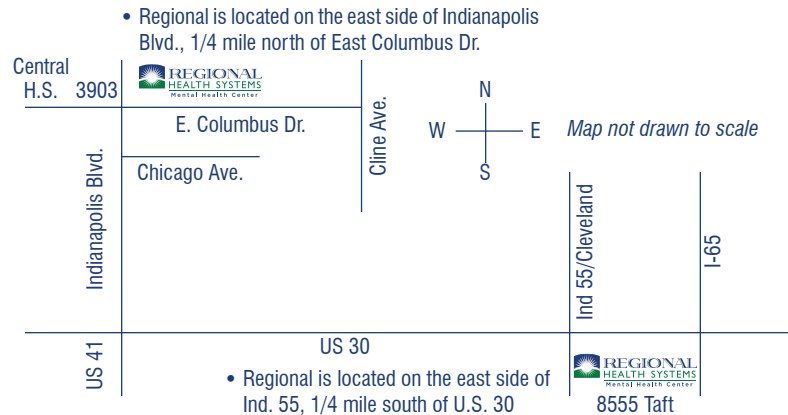 • Regional is located on the east side of Indianapolis
Blvd., 1/4 mile north of East Columbus Dr.
Central
H.S. 3903
REGIONAL
HEALTH SYSTEMS
Mental Health Center
E. Columbus Dr.
Chicago Ave.
Indianapolis Blvd.
Cline Ave.
N
W
E
S
Map not drawn to scale
Ind 55/Cleveland
I-65
US 41
US 30
• Regional is located on the east side of
Ind. 55, 1/4 mile south of U.S. 30
REGIONAL
HEALTH SYSTEMS
Mental Health Center
8555 Taft